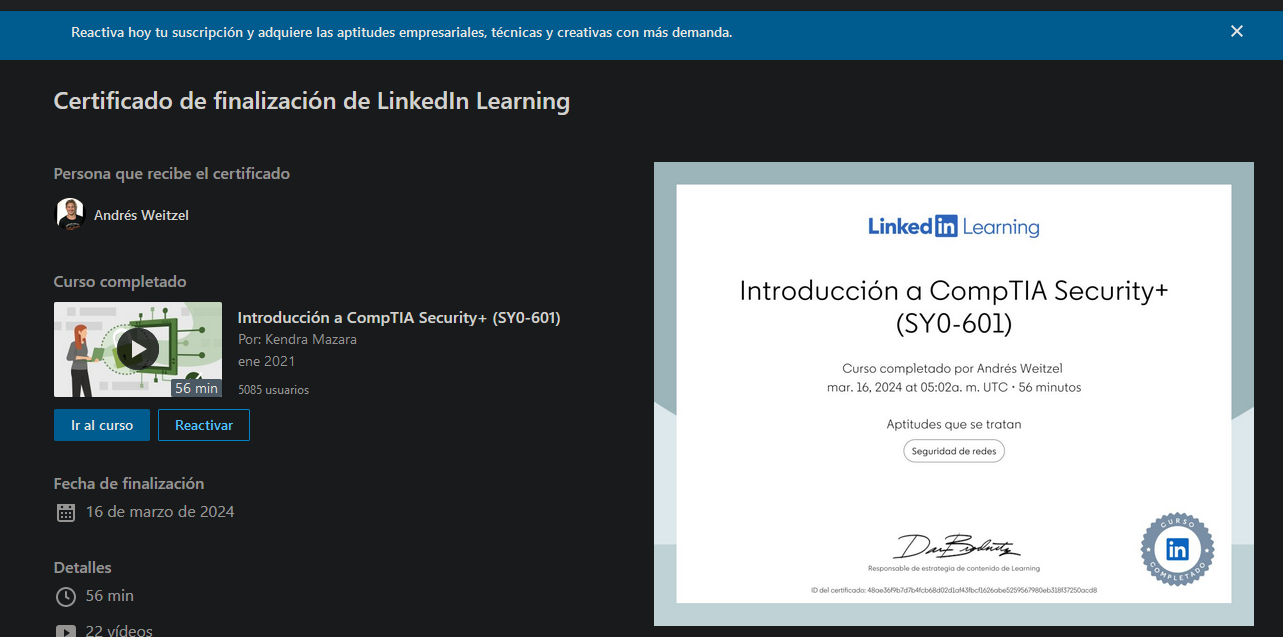 Reactiva hoy tu suscripción y adquiere las aptitudes empresariales, técnicas y creativas con más demanda.
Certificado de finalización de LinkedIn Learning
Persona que recibe el certificado
Andrés Weitzel
Curso completado
56 min
Introducción a CompTIA Security+ (SY0-601)
Por: Kendra Mazara
ene 2021
5085 usuarios
Ir al curso
Reactivar
Fecha de finalización
16 de marzo de 2024
Detalles
56 min
22 vídeos
Linked in Learning
Introducción a CompTIA Security+
(SY0-601)
Curso completado por Andrés Weitzel
mar. 16, 2024 at 05:02a. m. UTC • 56 minutos
Aptitudes que se tratan
Seguridad de redes
Responsable de estrategia de contenido de Learning
CURSO
in
COMPLETADO